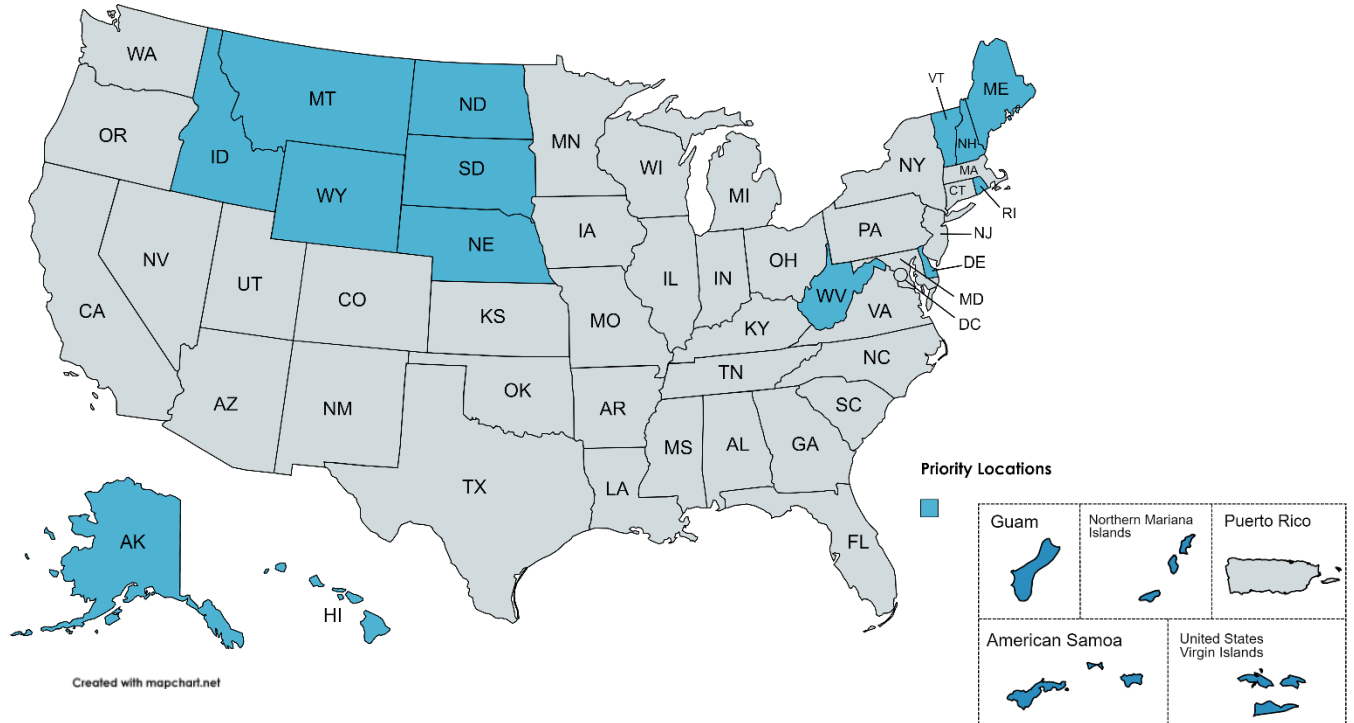 WA
MT
ND
MN
VT
ME
OR
ID
SD
WI
NY
NH
MA
WY
MI
CT
RI
NE
IA
PA
NJ
NV
UT
CO
IL
IN
OH
DE
CA
WV
MD
KS
MO
KY
VA
DC
NC
TN
AZ
NM
OK
AR
SC
MS
AL
GA
TX
LA
FL
AK
HI
Created with mapchart.net
Priority Locations
Guam
Northern Mariana
Islands
Puerto Rico
American Samoa
United States
Virgin Islands